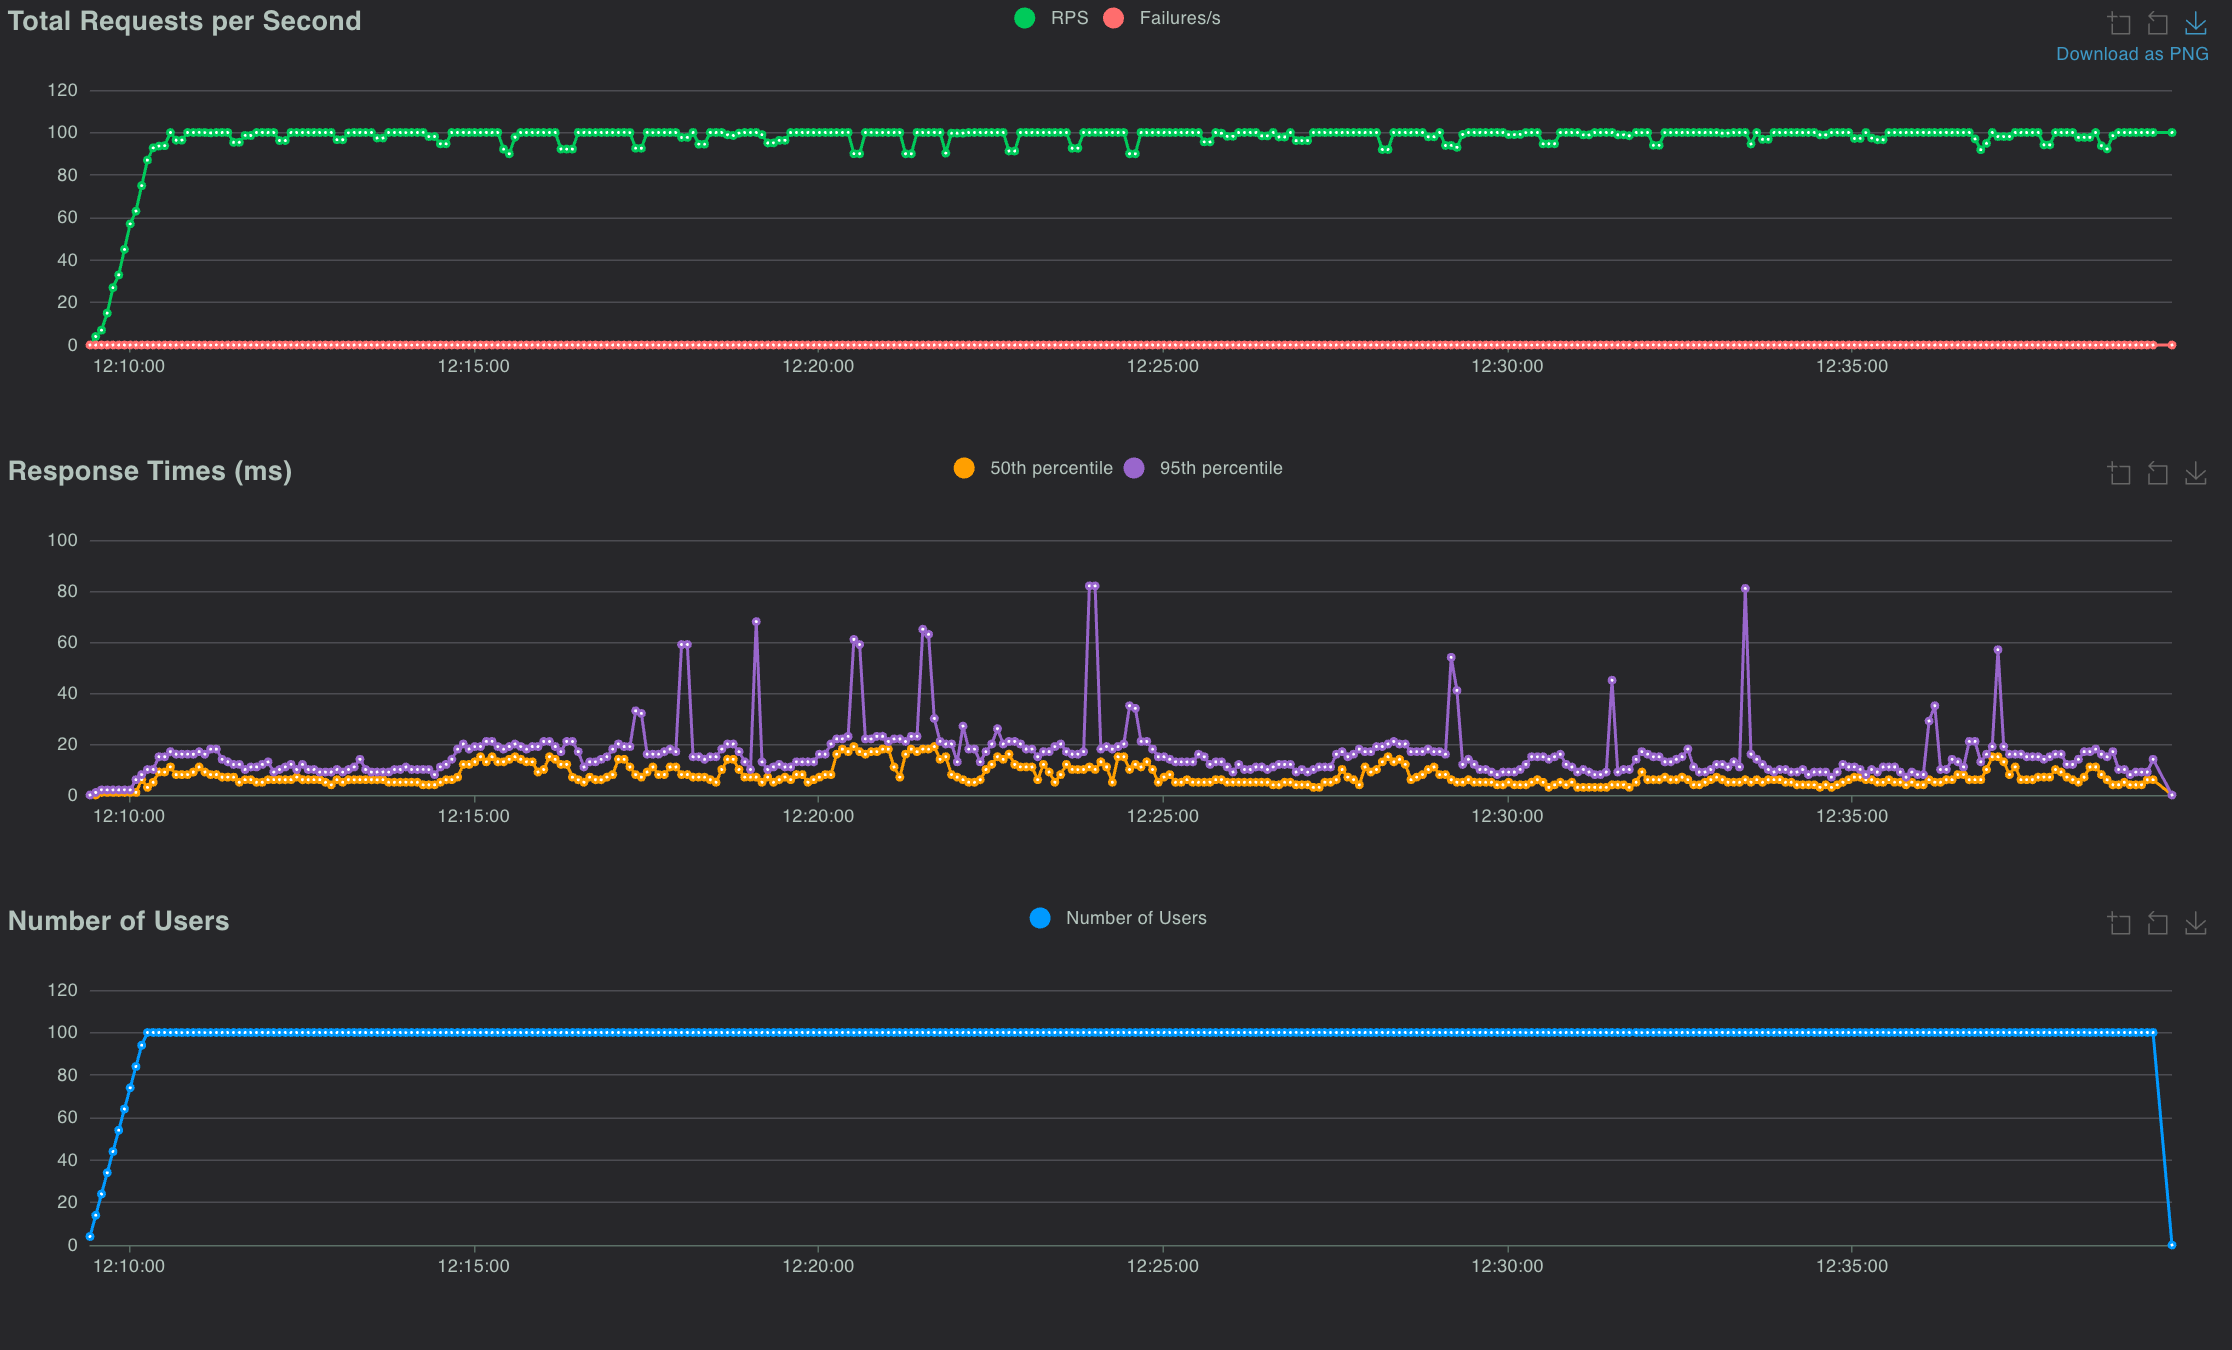 Total Requests per Second
RPS Failures/s
Download as PNG
120
100
80
60
40
20
0
12:10:00 12:15:00 12:20:00 12:25:00 12:30:00 12:35:00
Response Times (ms)
50th percentile 95th percentile
100
80
60
40
20
0
12:10:00 12:15:00 12:20:00 12:25:00 12:30:00 12:35:00
Number of Users
Number of Users
120
100
80
60
40
20
0
12:10:00 12:15:00 12:20:00 12:25:00 12:30:00 12:35:00